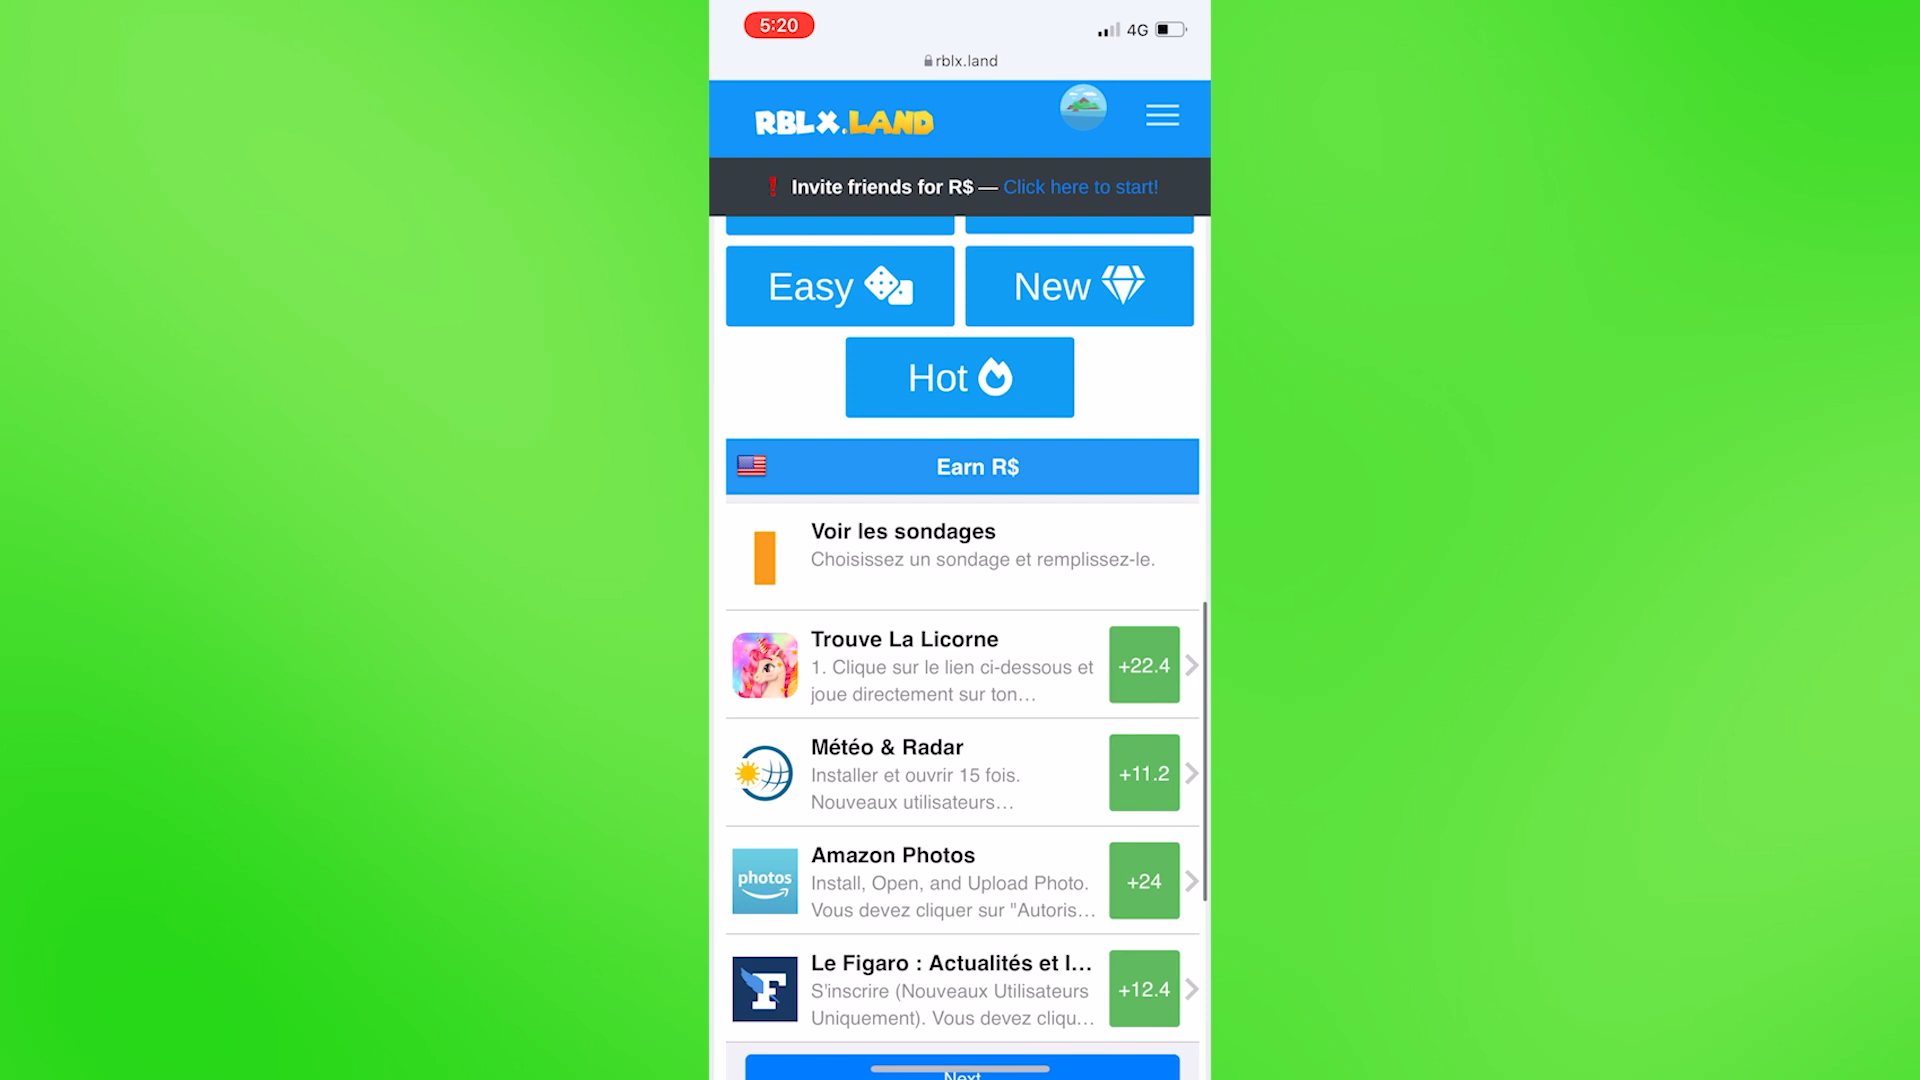 5:20
4G
rblx.land
RBLX.LAND
Invite friends for R$ — Click here to start!
Easy
New
Hot
Earn R$
Voir les sondages
Choisissez un sondage et remplissez-le.
Trouve La Licorne
1. Clique sur le lien ci-dessous et
joue directement sur ton…
+22.4
Météo & Radar
Installer et ouvrir 15 fois.
Nouveaux utilisateurs…
+11.2
photos
Amazon Photos
Install, Open, and Upload Photo.
Vous devez cliquer sur "Autoris…
+24
F
Le Figaro : Actualités et I…
S'inscrire (Nouveaux Utilisateurs
Uniquement). Vous devez cliqu…
+12.4
Next